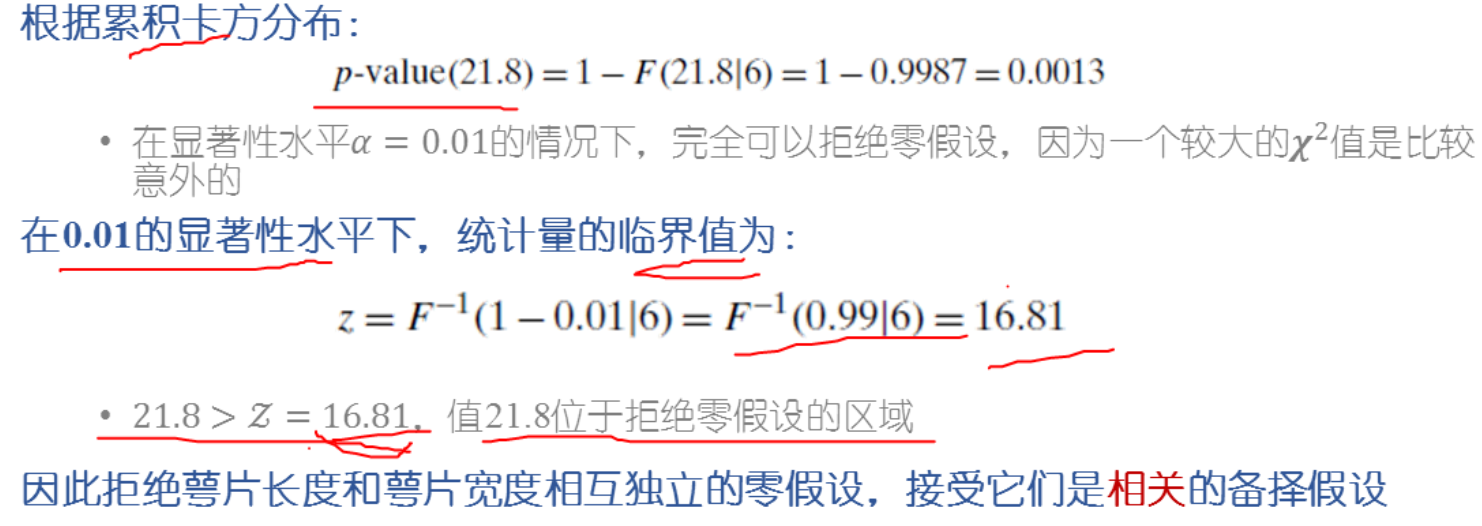 根据累积卡方分布:
p-value(21.8) = 1 − F(21.8|6) = 1 − 0.9987 = 0.0013
• 在显著性水平α = 0.01的情况下，完全可以拒绝零假设，因为一个较大的χ²值是比较
意外的
在0.01的显著性水平下，统计量的临界值为:
z = F⁻¹(1 − 0.01|6) = F⁻¹(0.99|6) = 16.81
• 21.8 > Z = 16.81，值21.8位于拒绝零假设的区域
因此拒绝萼片长度和萼片宽度相互独立的零假设，接受它们是相关的备择假设